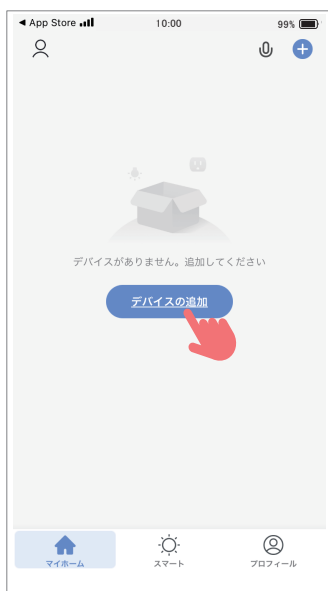 App Store
10:00
99%
デバイスがありません。追加してください
デバイスの追加
マイホーム
スマート
プロフィール